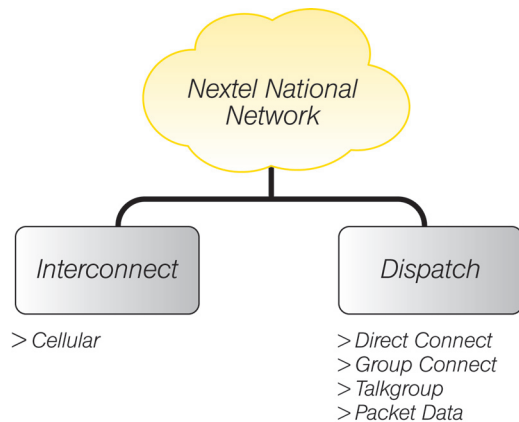 Nextel National
Network
Interconnect
Dispatch
> Cellular
> Direct Connect
> Group Connect
> Talkgroup
> Packet Data